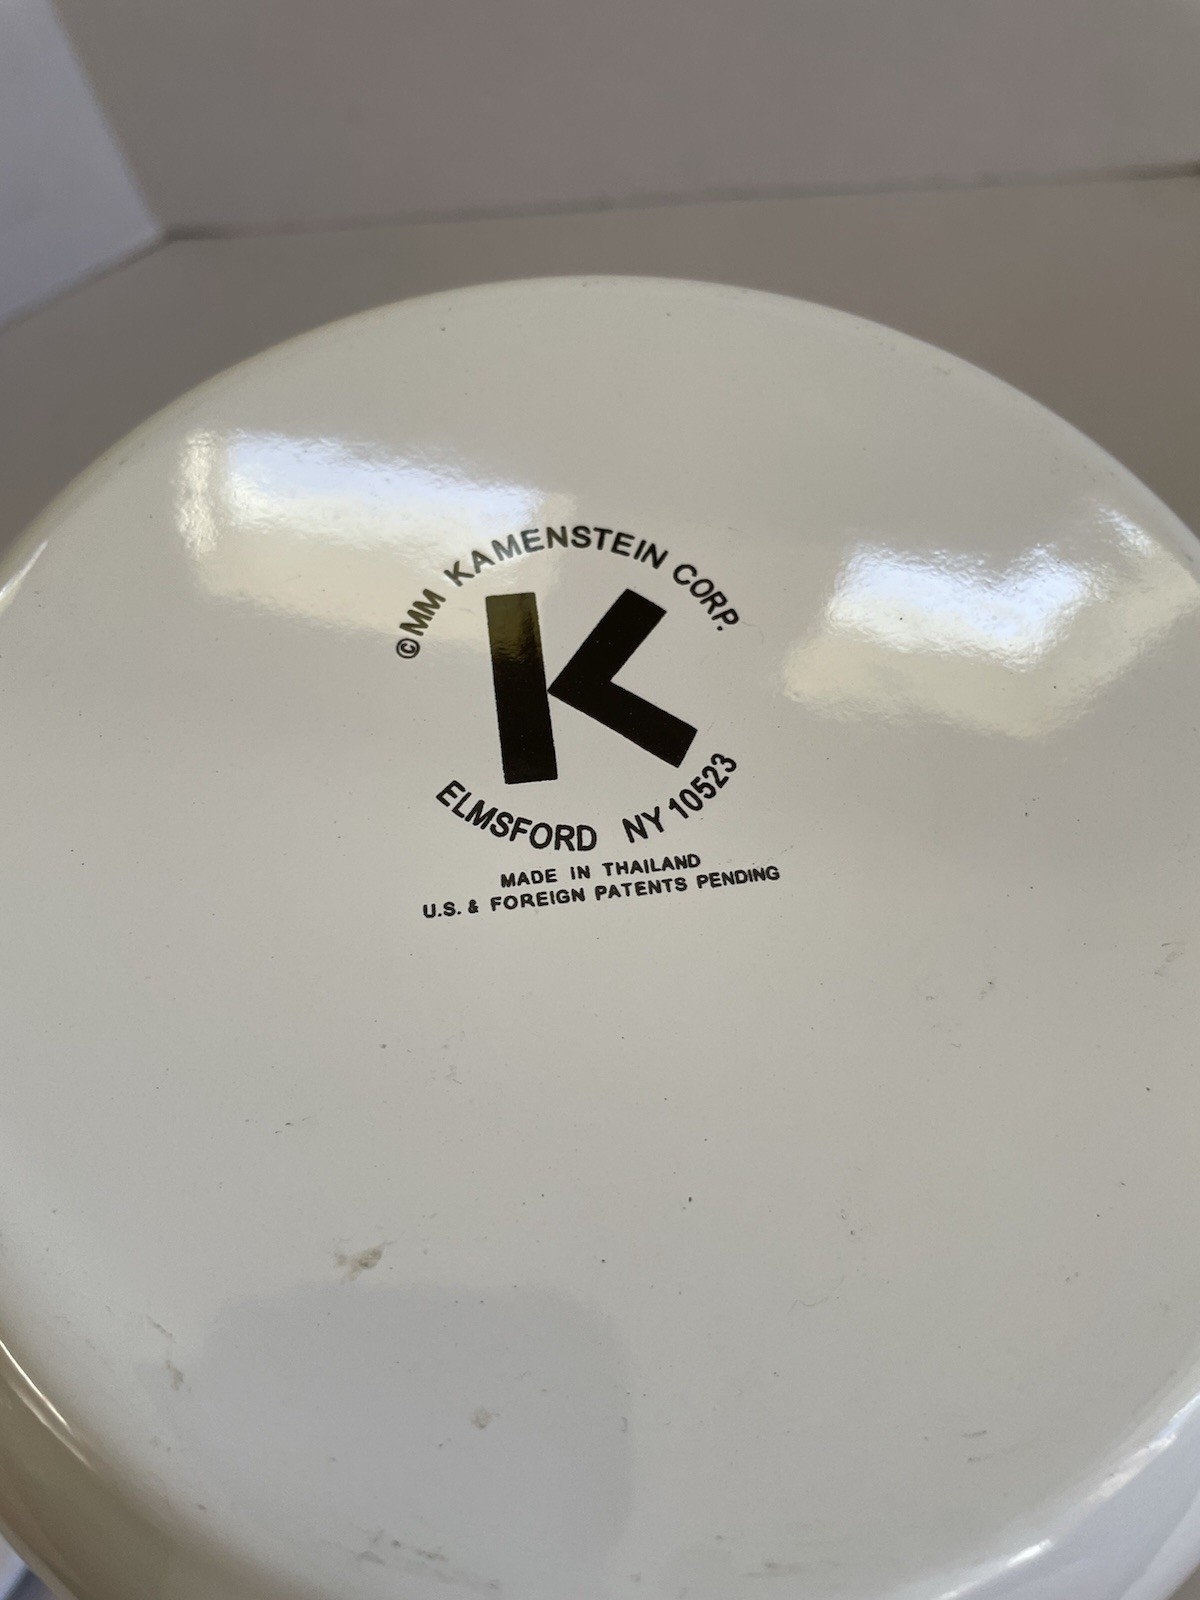 ©MM KAMENSTEIN CORP.
K
ELMSFORD NY 10523
MADE IN THAILAND
U.S. & FOREIGN PATENTS PENDING